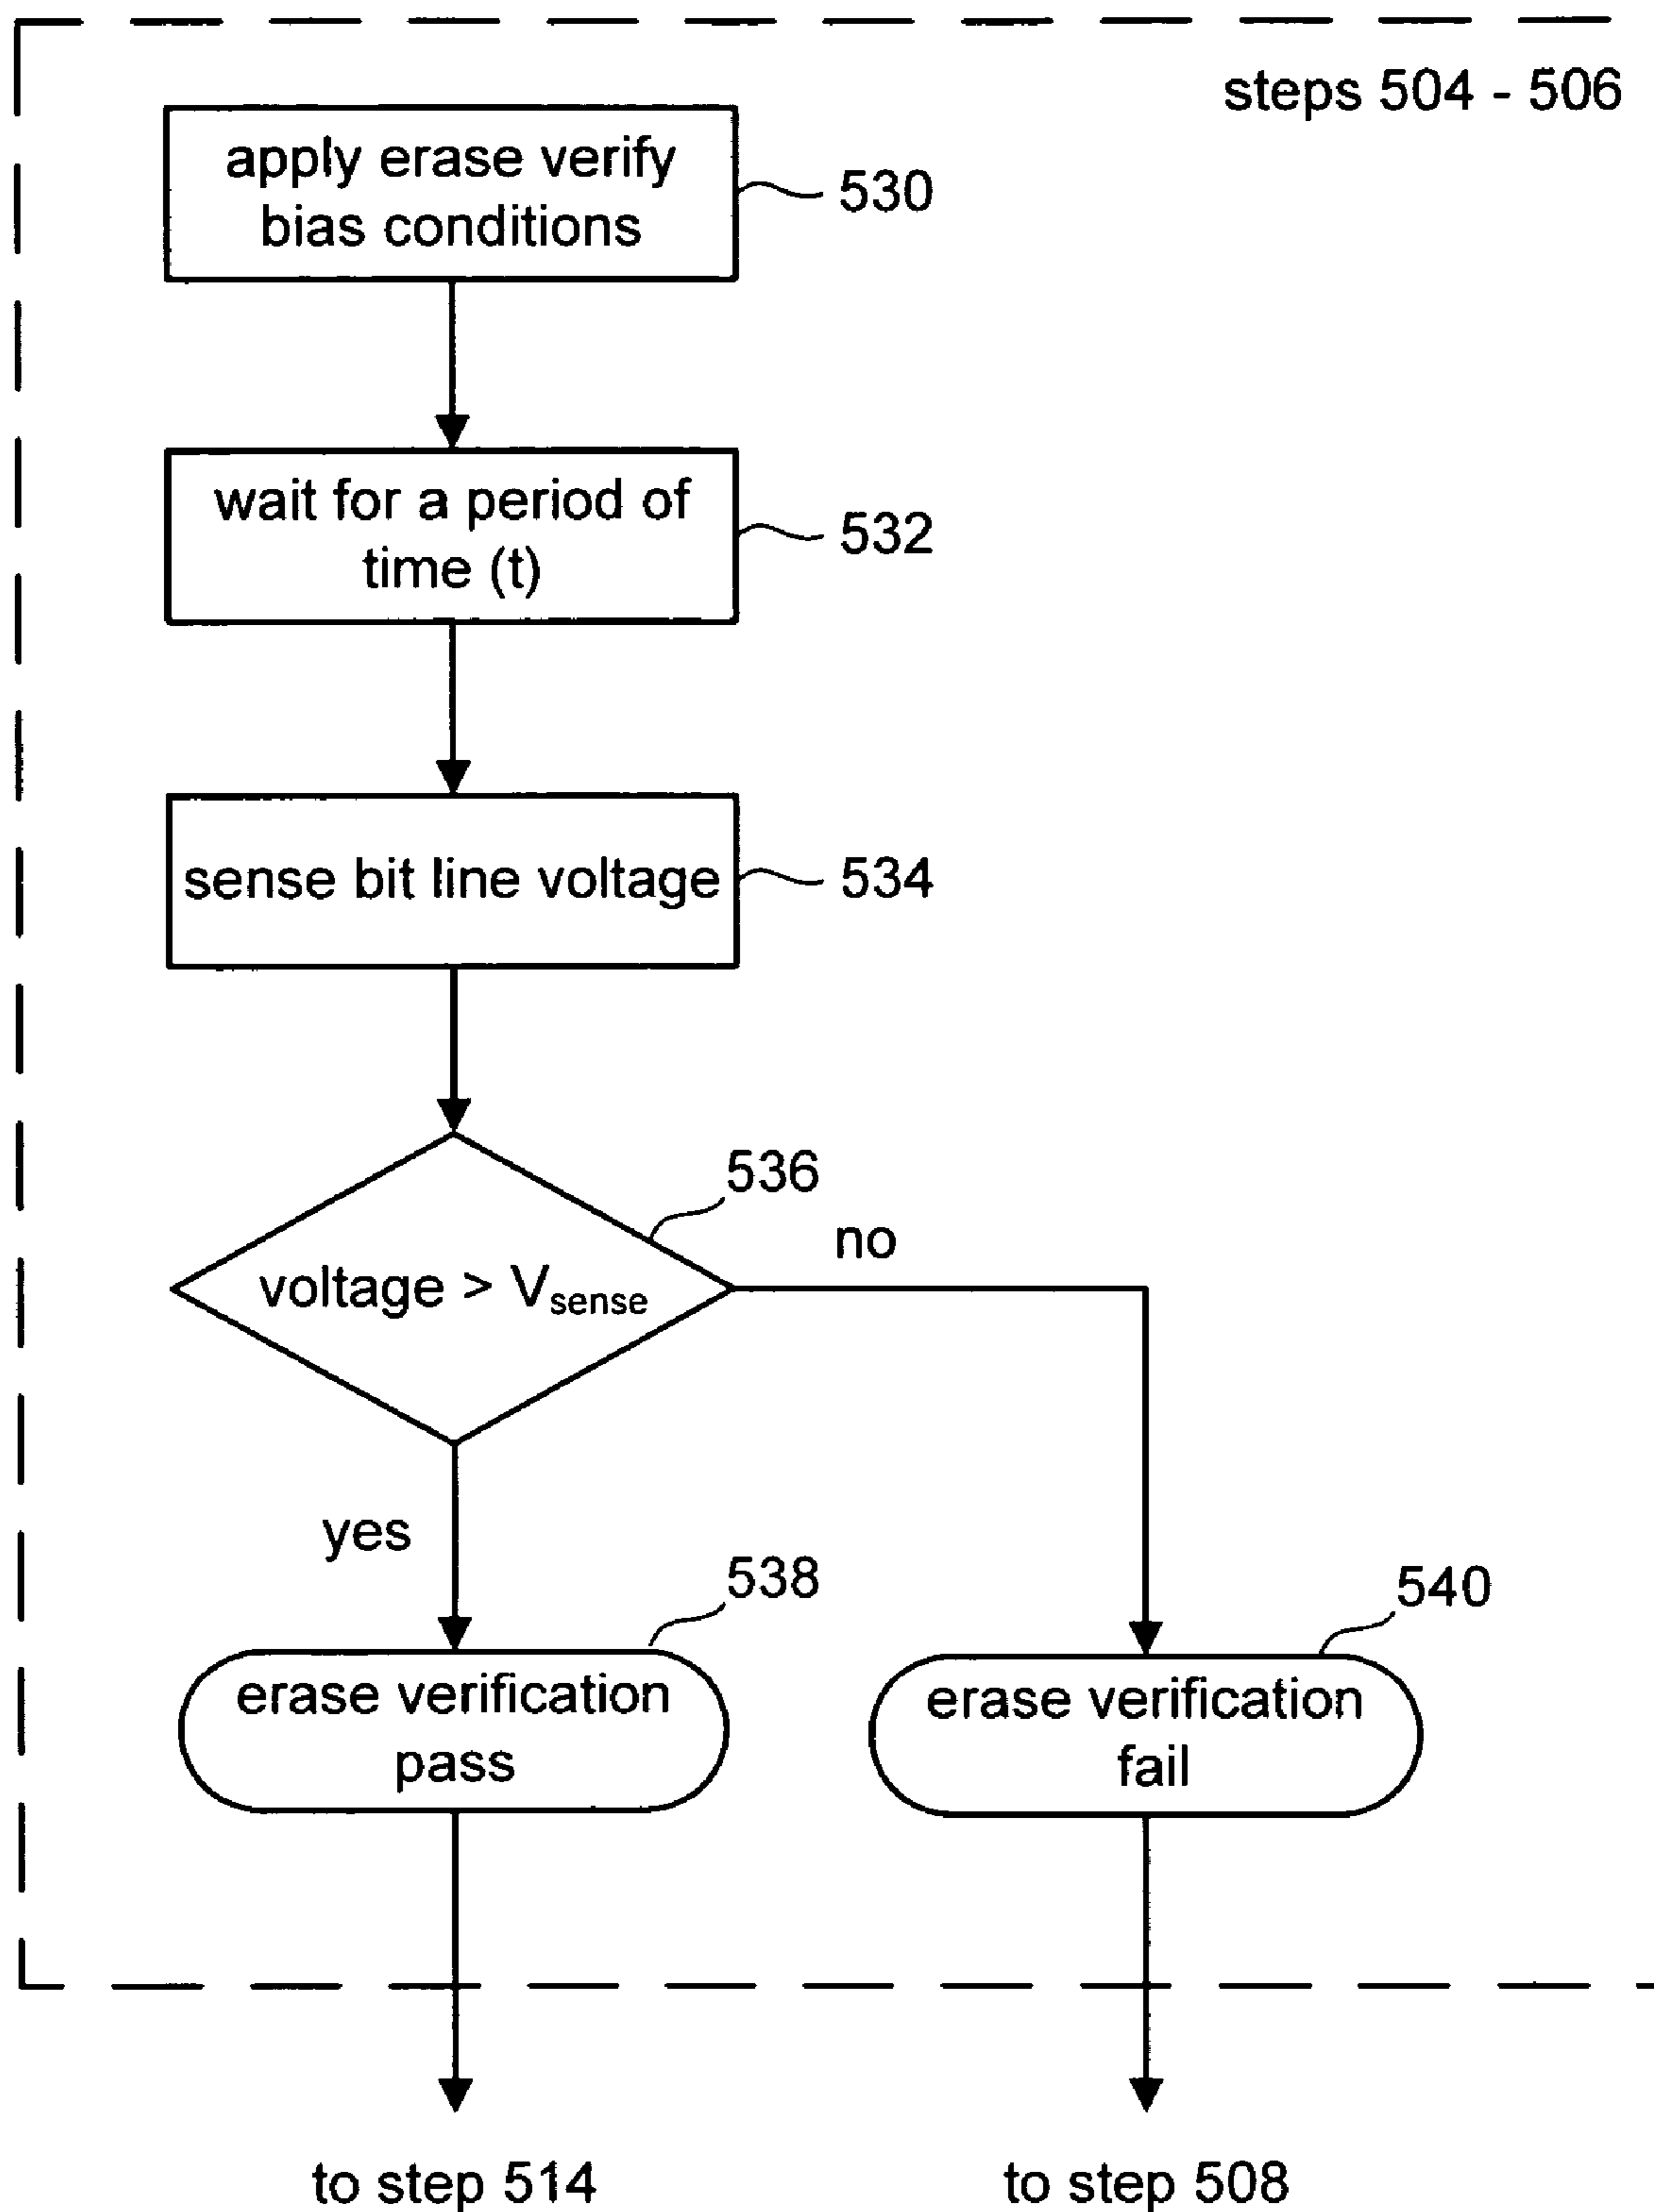 steps 504 - 506
apply erase verify
bias conditions
530
wait for a period of
time (t)
532
sense bit line voltage
534
536
voltage > Vsense
no
yes
538
erase verification
pass
540
erase verification
fail
to step 514
to step 508